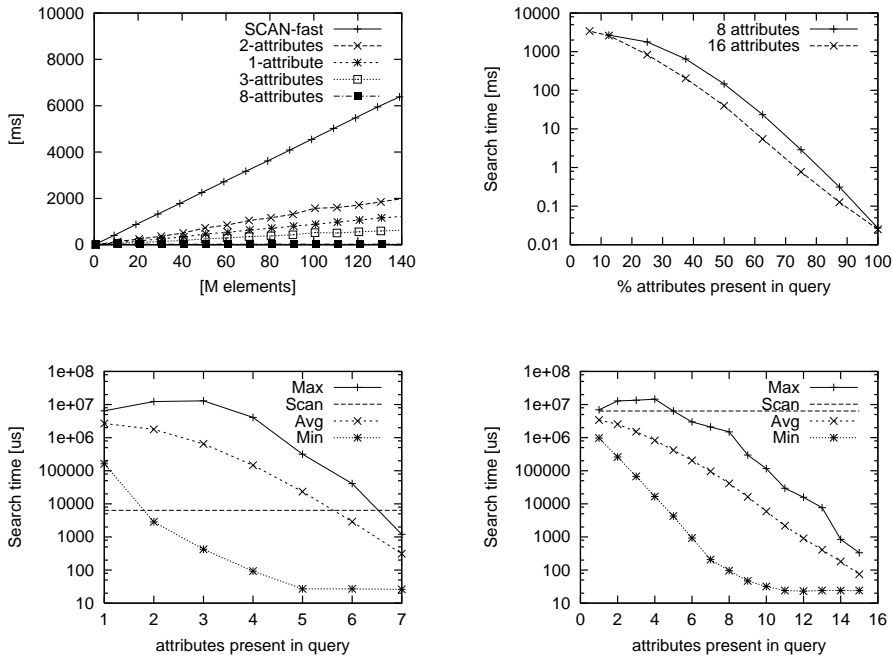 10000
8000
6000
4000
2000
0
[ms]
SCAN-fast
2-attributes
1-attribute
3-attributes
8-attributes
0 20 40 60 80 100 120 140
[M elements]
10000
1000
100
10
1
0.1
0.01
Search time [ms]
8 attributes
16 attributes
0 10 20 30 40 50 60 70 80 90 100
% attributes present in query
1e+08
1e+07
1e+06
100000
10000
1000
100
10
Search time [us]
Max
Scan
Avg
Min
1 2 3 4 5 6 7
attributes present in query
1e+08
1e+07
1e+06
100000
10000
1000
100
10
Search time [us]
Max
Scan
Avg
Min
0 2 4 6 8 10 12 14 16
attributes present in query